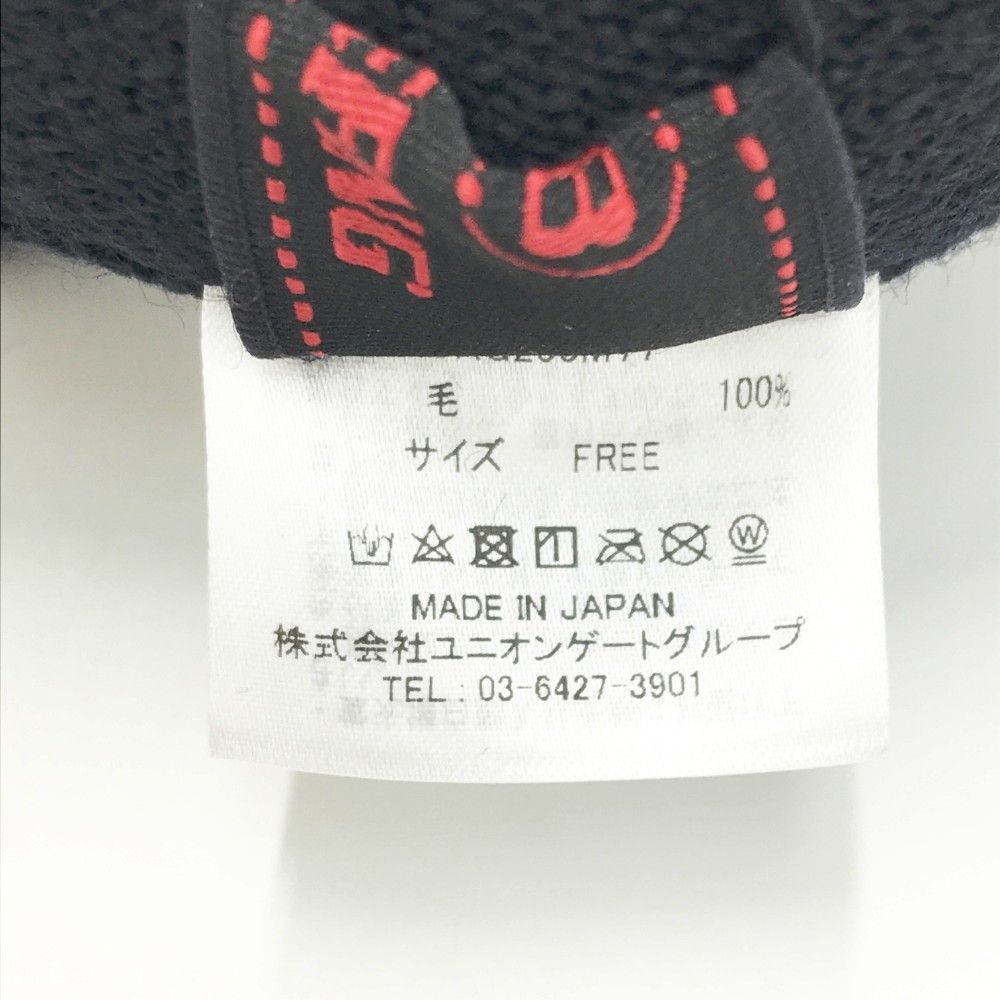 毛 100%
サイズ FREE
W
MADE IN JAPAN
株式会社ユニオンゲートグループ
TEL : 03-6427-3901